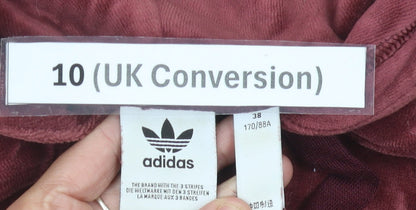 10 (UK Conversion)
adidas
THE BRAND WITH THE 3 STRIPES
DIE WELTMARKE MIT DEN 3 STREIFEN
LA MARQUE AUX 3 BANDES
38
170/88A